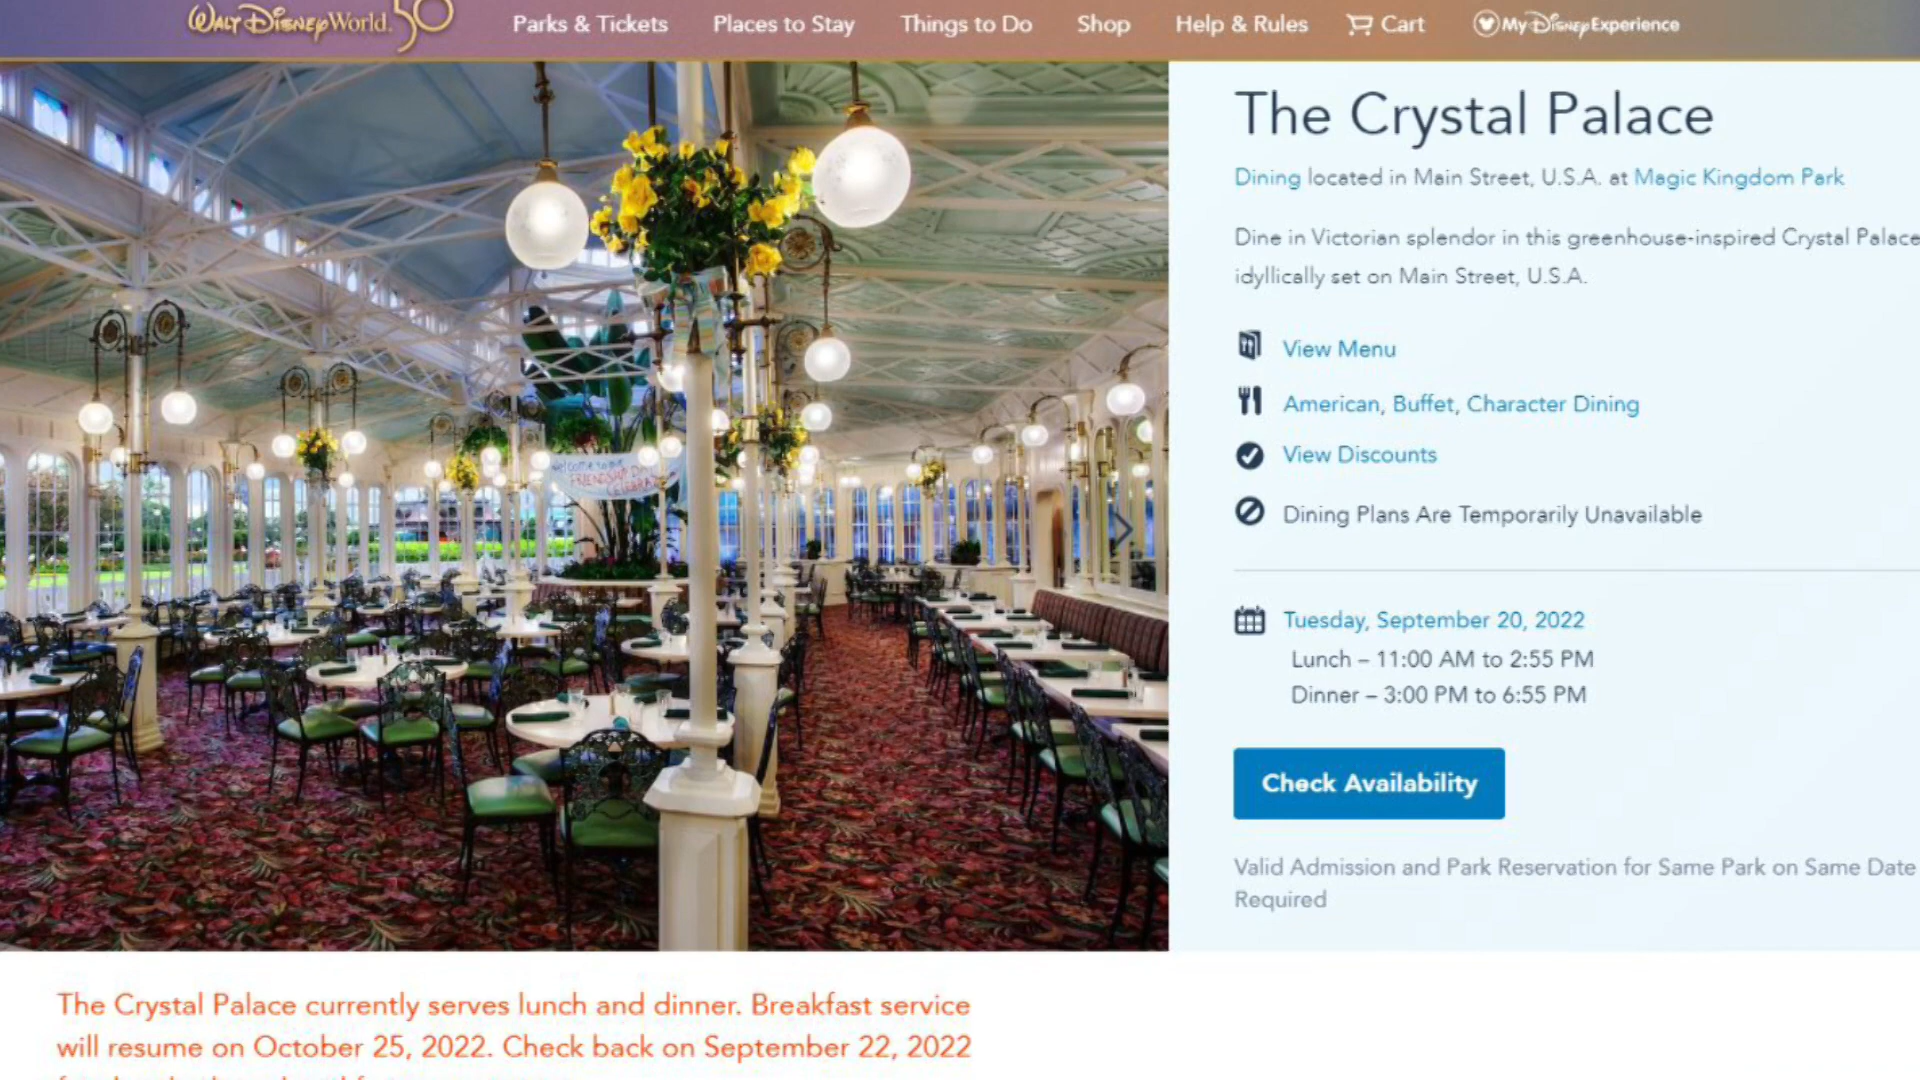 Walt Disney World. 50
Parks & Tickets
Places to Stay
Things to Do
Shop
Help & Rules
Cart
My Disney Experience
The Crystal Palace
Dining located in Main Street, U.S.A. at Magic Kingdom Park
Dine in Victorian splendor in this greenhouse-inspired Crystal Palace
idyllically set on Main Street, U.S.A.
View Menu
American, Buffet, Character Dining
View Discounts
Dining Plans Are Temporarily Unavailable
Tuesday, September 20, 2022
Lunch – 11:00 AM to 2:55 PM
Dinner – 3:00 PM to 6:55 PM
Check Availability
Valid Admission and Park Reservation for Same Park on Same Date
Required
Welcome to our
FRIENDSHIP DAY
The Crystal Palace currently serves lunch and dinner. Breakfast service
will resume on October 25, 2022. Check back on September 22, 2022